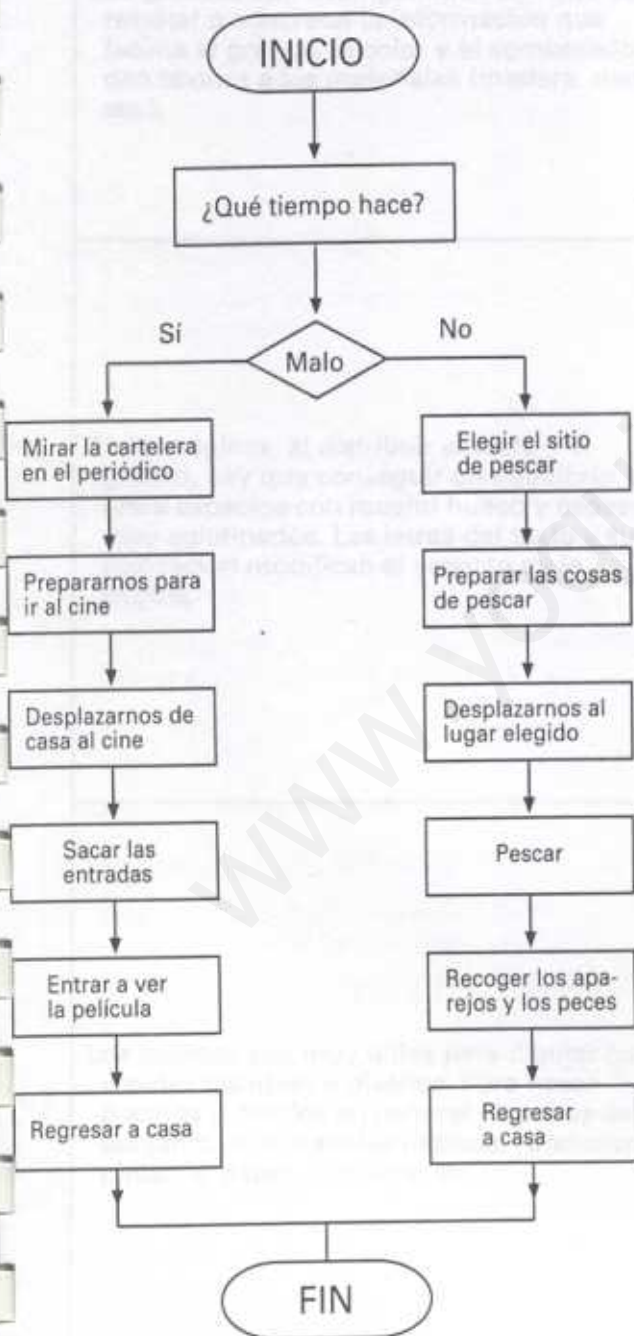 INICIO
¿Qué tiempo hace?
Sí
No
Malo
Mirar la cartelera
en el periódico
Prepararnos para
ir al cine
Desplazarnos de
casa al cine
Sacar las
entradas
Entrar a ver
la película
Regresar a casa
Elegir el sitio
de pescar
Preparar las cosas
de pescar
Desplazarnos al
lugar elegido
Pescar
Recoger los apa-
rejos y los peces
Regresar
a casa
FIN